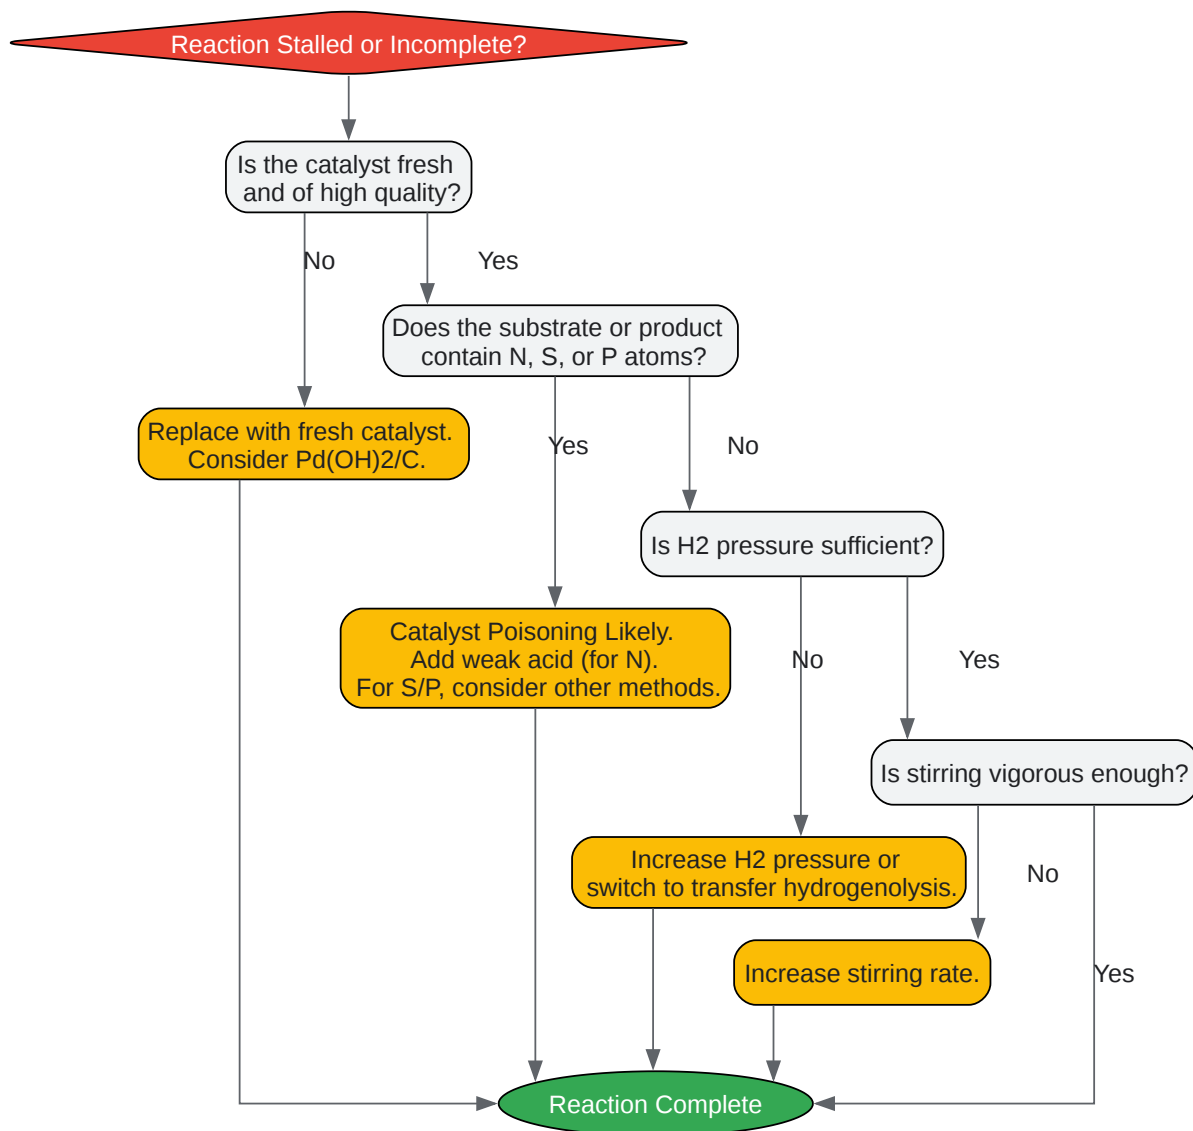 Reaction Stalled or Incomplete?
Is the catalyst fresh
and of high quality?
No
Yes
Does the substrate or product
contain N, S, or P atoms?
Replace with fresh catalyst.
Consider Pd(OH)2/C.
Yes
No
Is H2 pressure sufficient?
Catalyst Poisoning Likely.
Add weak acid (for N).
For S/P, consider other methods.
No
Yes
Is stirring vigorous enough?
Increase H2 pressure or
switch to transfer hydrogenolysis.
No
Increase stirring rate.
Yes
Reaction Complete